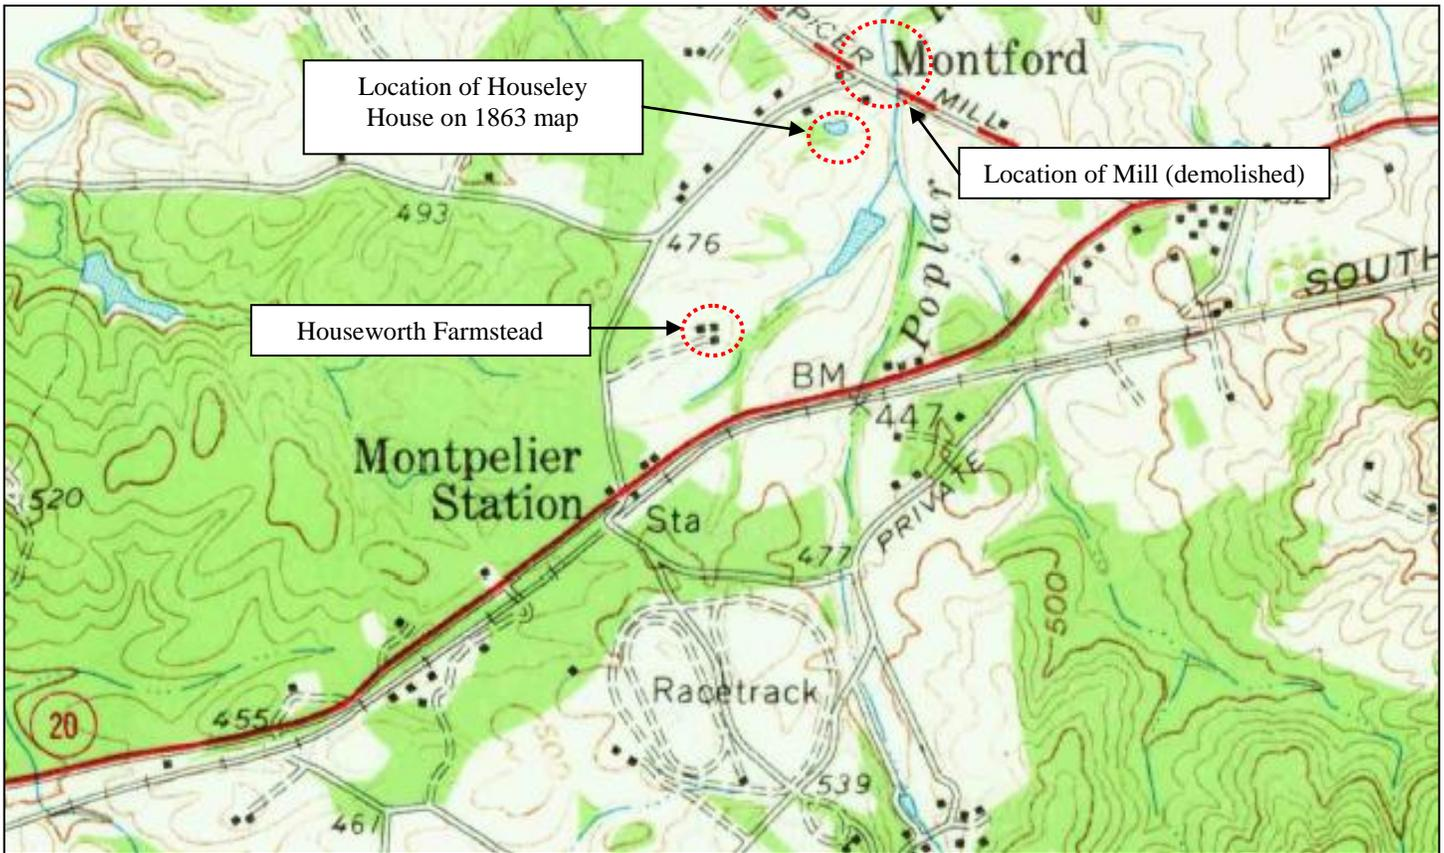 SPICER
MILL
Montford
Location of Houseley
House on 1863 map
Location of Mill (demolished)
493
476
Poplar
SOUTH
Houseworth Farmstead
BM
447
Montpelier
Station
520
Sta
PRIVATE
477
500
Racetrack
20
455
539
461